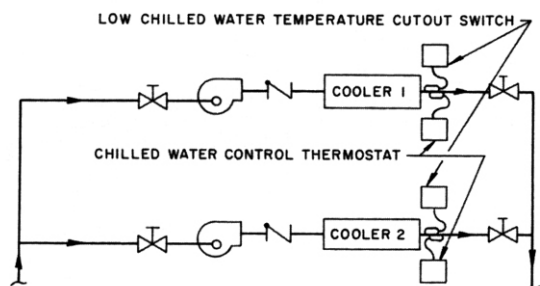 LOW CHILLED WATER TEMPERATURE CUTOUT SWITCH
COOLER 1
CHILLED WATER CONTROL THERMOSTAT
COOLER 2